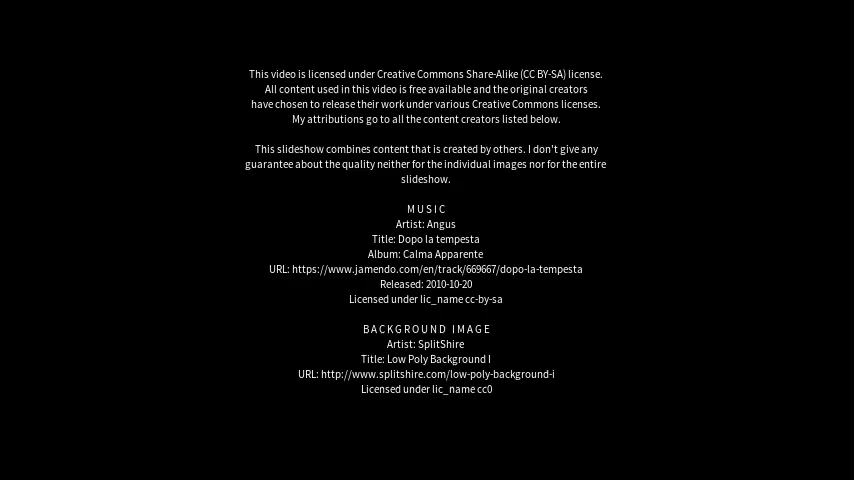 This video is licensed under Creative Commons Share-Alike (CC BY-SA) license.
All content used in this video is free available and the original creators
have chosen to release their work under various Creative Commons licenses.
My attributions go to all the content creators listed below.
This slideshow combines content that is created by others. I don't give any
guarantee about the quality neither for the individual images nor for the entire
slideshow.
MUSIC
Artist: Angus
Title: Dopo la tempesta
Album: Calma Apparente
URL: https://www.jamendo.com/en/track/669667/dopo-la-tempesta
Released: 2010-10-20
Licensed under lic_name cc-by-sa
BACKGROUND IMAGE
Artist: SplitShire
Title: Low Poly Background I
URL: http://www.splitshire.com/low-poly-background-i
Licensed under lic_name cc0